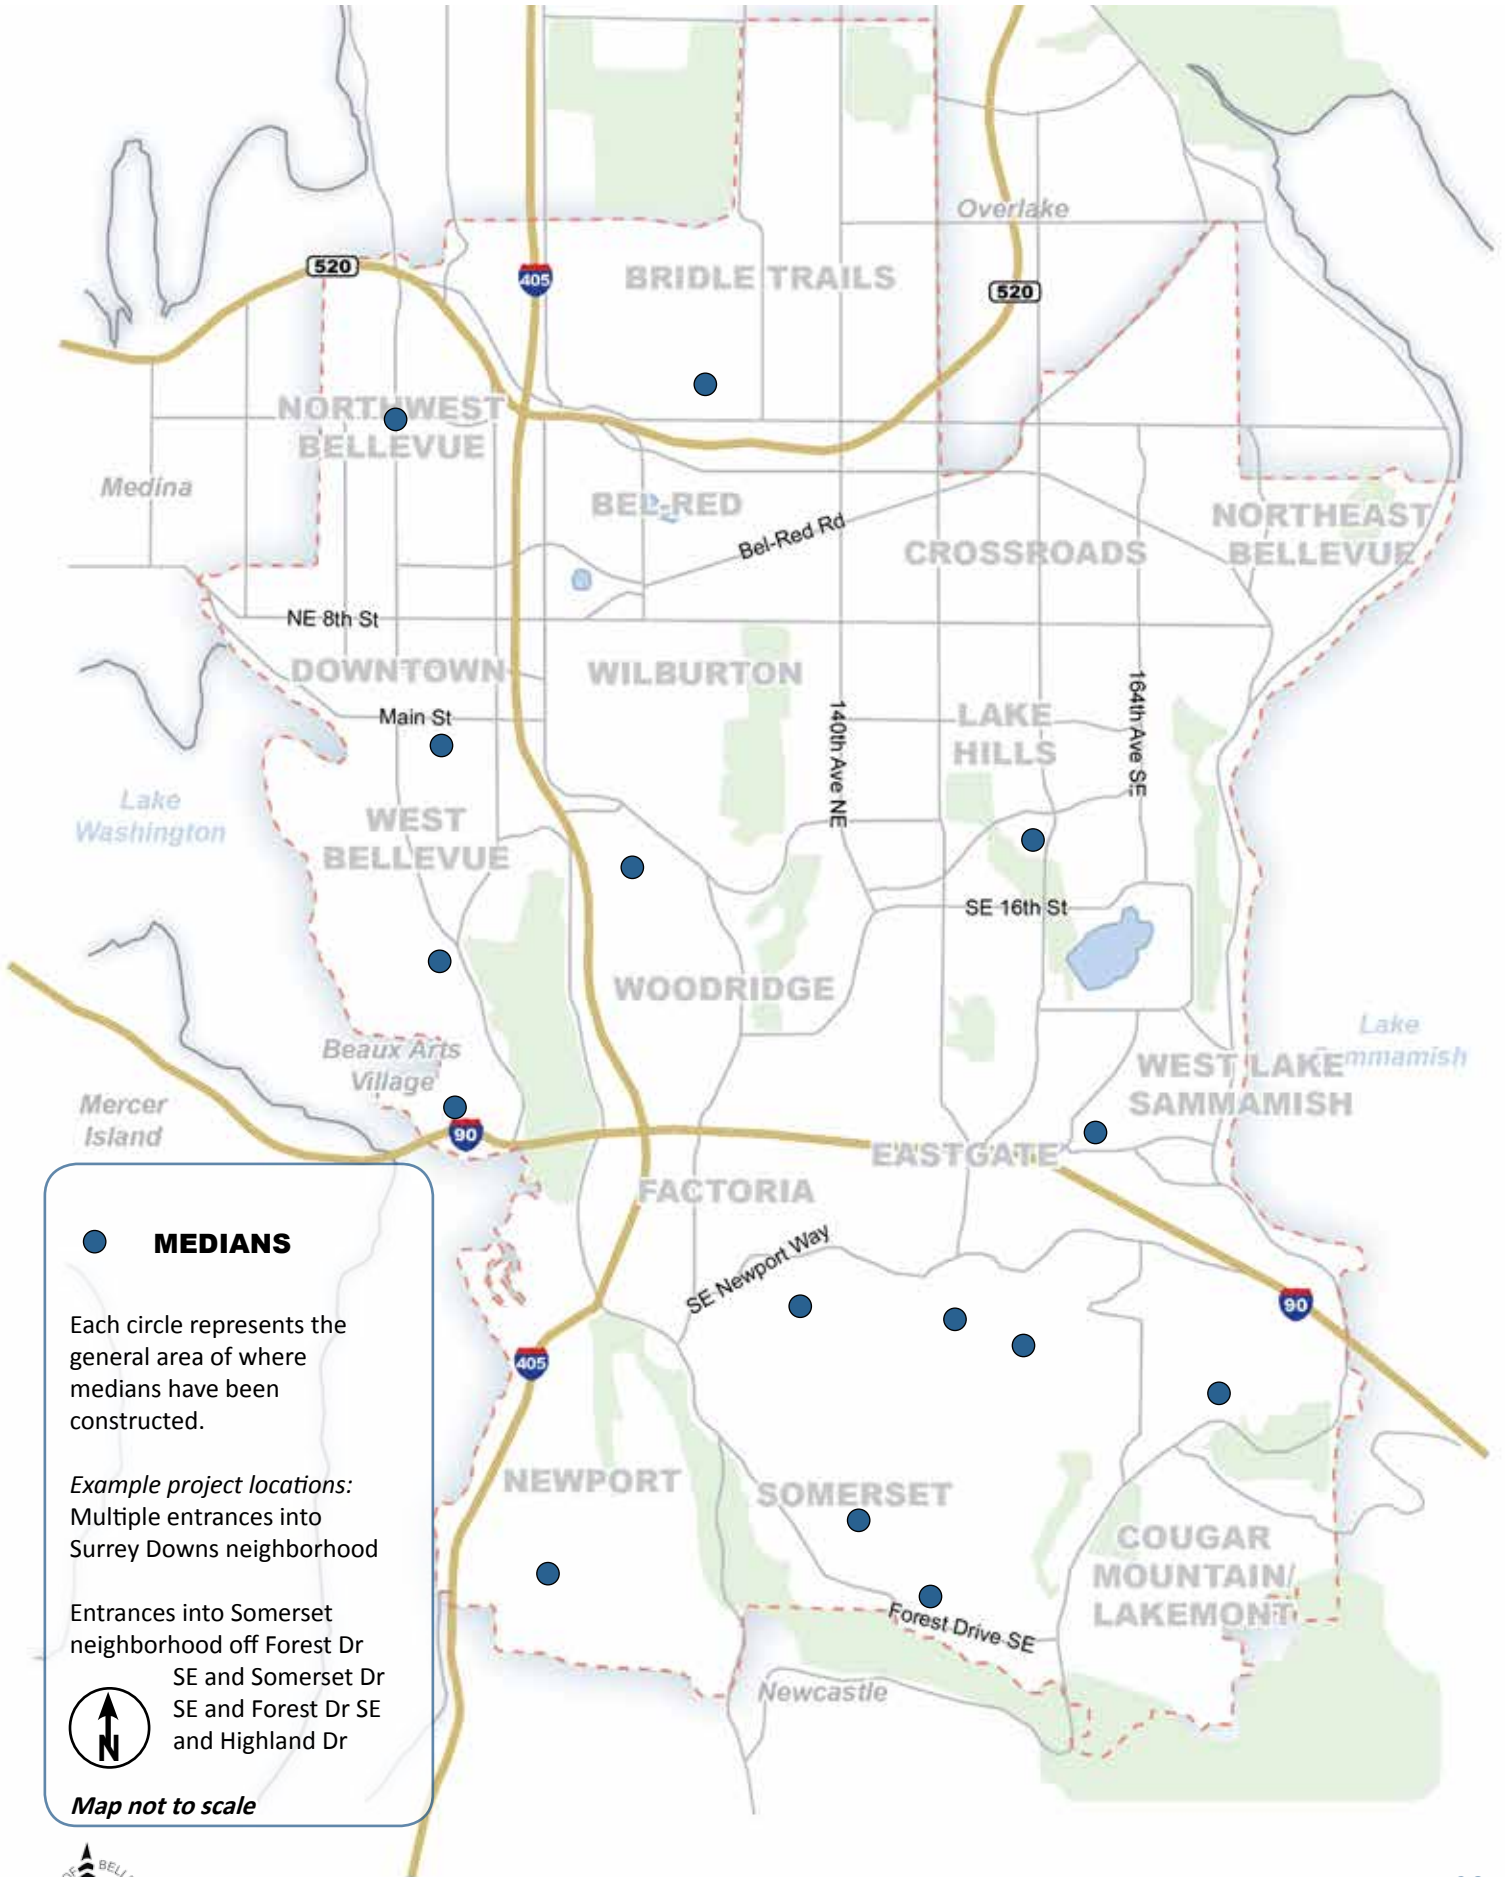 Overlake
520
405
BRIDLE TRAILS
520
NORTHWEST
BELLEVUE
Medina
BEL-RED
Bel-Red Rd
NORTHEAST
BELLEVUE
CROSSROADS
NE 8th St
DOWNTOWN
WILBURTON
Main St
140th Ave NE
LAKE
HILLS
164th Ave SE
Lake
Washington
WEST
BELLEVUE
SE 16th St
WOODRIDGE
Lake
Beaux Arts
Village
WEST LAKE
SAMMAMISH
Mercer
Island
90
EASTGATE
FACTORIA
SE Newport Way
90
405
NEWPORT
SOMERSET
COUGAR
MOUNTAIN/
LAKEMONT
Forest Drive SE
Newcastle
MEDIANS
Each circle represents the
general area of where
medians have been
constructed.
Example project locations:
Multiple entrances into
Surrey Downs neighborhood
Entrances into Somerset
neighborhood off Forest Dr
SE and Somerset Dr
SE and Forest Dr SE
and Highland Dr
N
Map not to scale